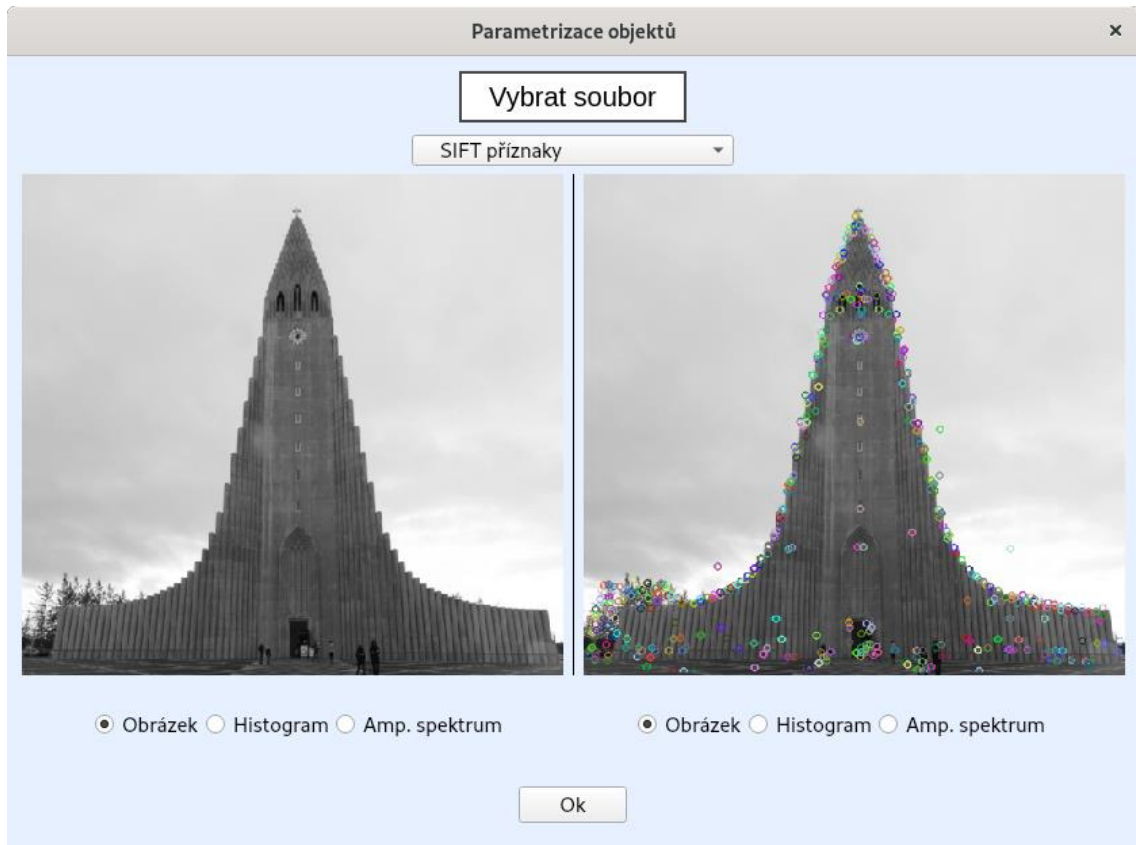 Parametrizace objektů ×
Vybrat soubor
SIFT příznaky
Obrázek Histogram Amp. spektrum Obrázek Histogram Amp. spektrum
Ok